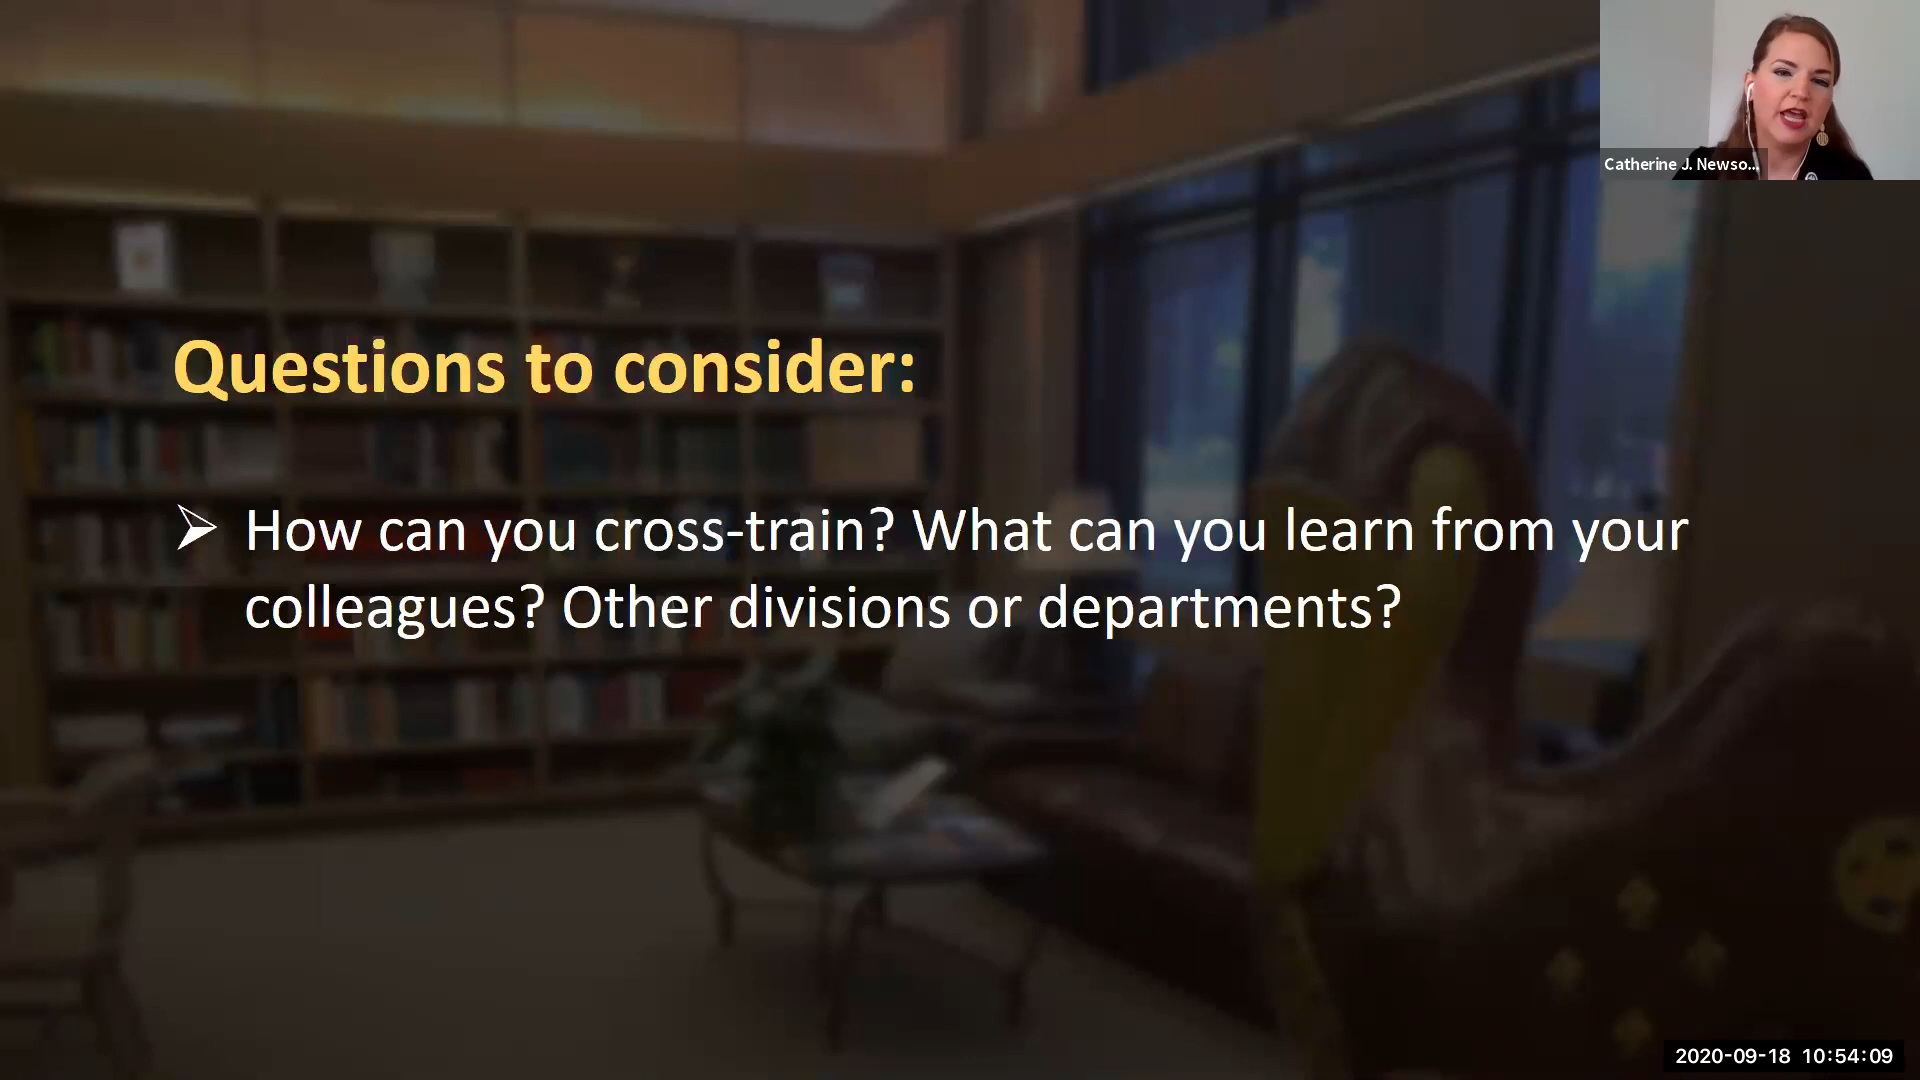 Catherine J. Newso...
Questions to consider:
➢ How can you cross-train? What can you learn from your
colleagues? Other divisions or departments?
2020-09-18 10:54:09